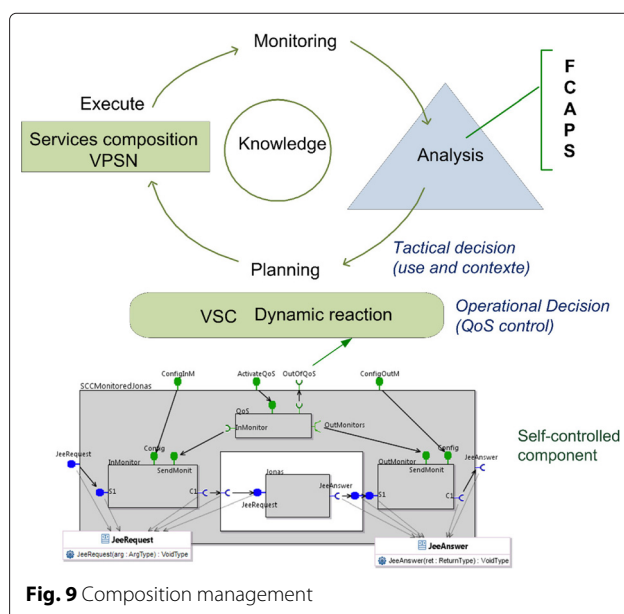 Monitoring
F
C
A
P
S
Execute
Services composition
VPSN
Knowledge
Analysis
Tactical decision
(use and contexte)
Planning
VSC Dynamic reaction
Operational Decision
(QoS control)
ConfigInM
ActivateQoS
OutOfQoS
ConfigOutM
SCCMonitoredJonas
QoS
InMonitor
OutMonitors
Self-controlled
component
JeeRequest
InMonitor
Config
SendMonit
S1
C1
Jonas
JeeRequest
JeeAnswer
OutMonitor
Config
SendMonit
S1
C1
JeeAnswer
JeeRequest
JeeRequest(arg : ArgType) : VoidType
JeeAnswer
JeeAnswer(ret : ReturnType) : VoidType
Fig. 9 Composition management